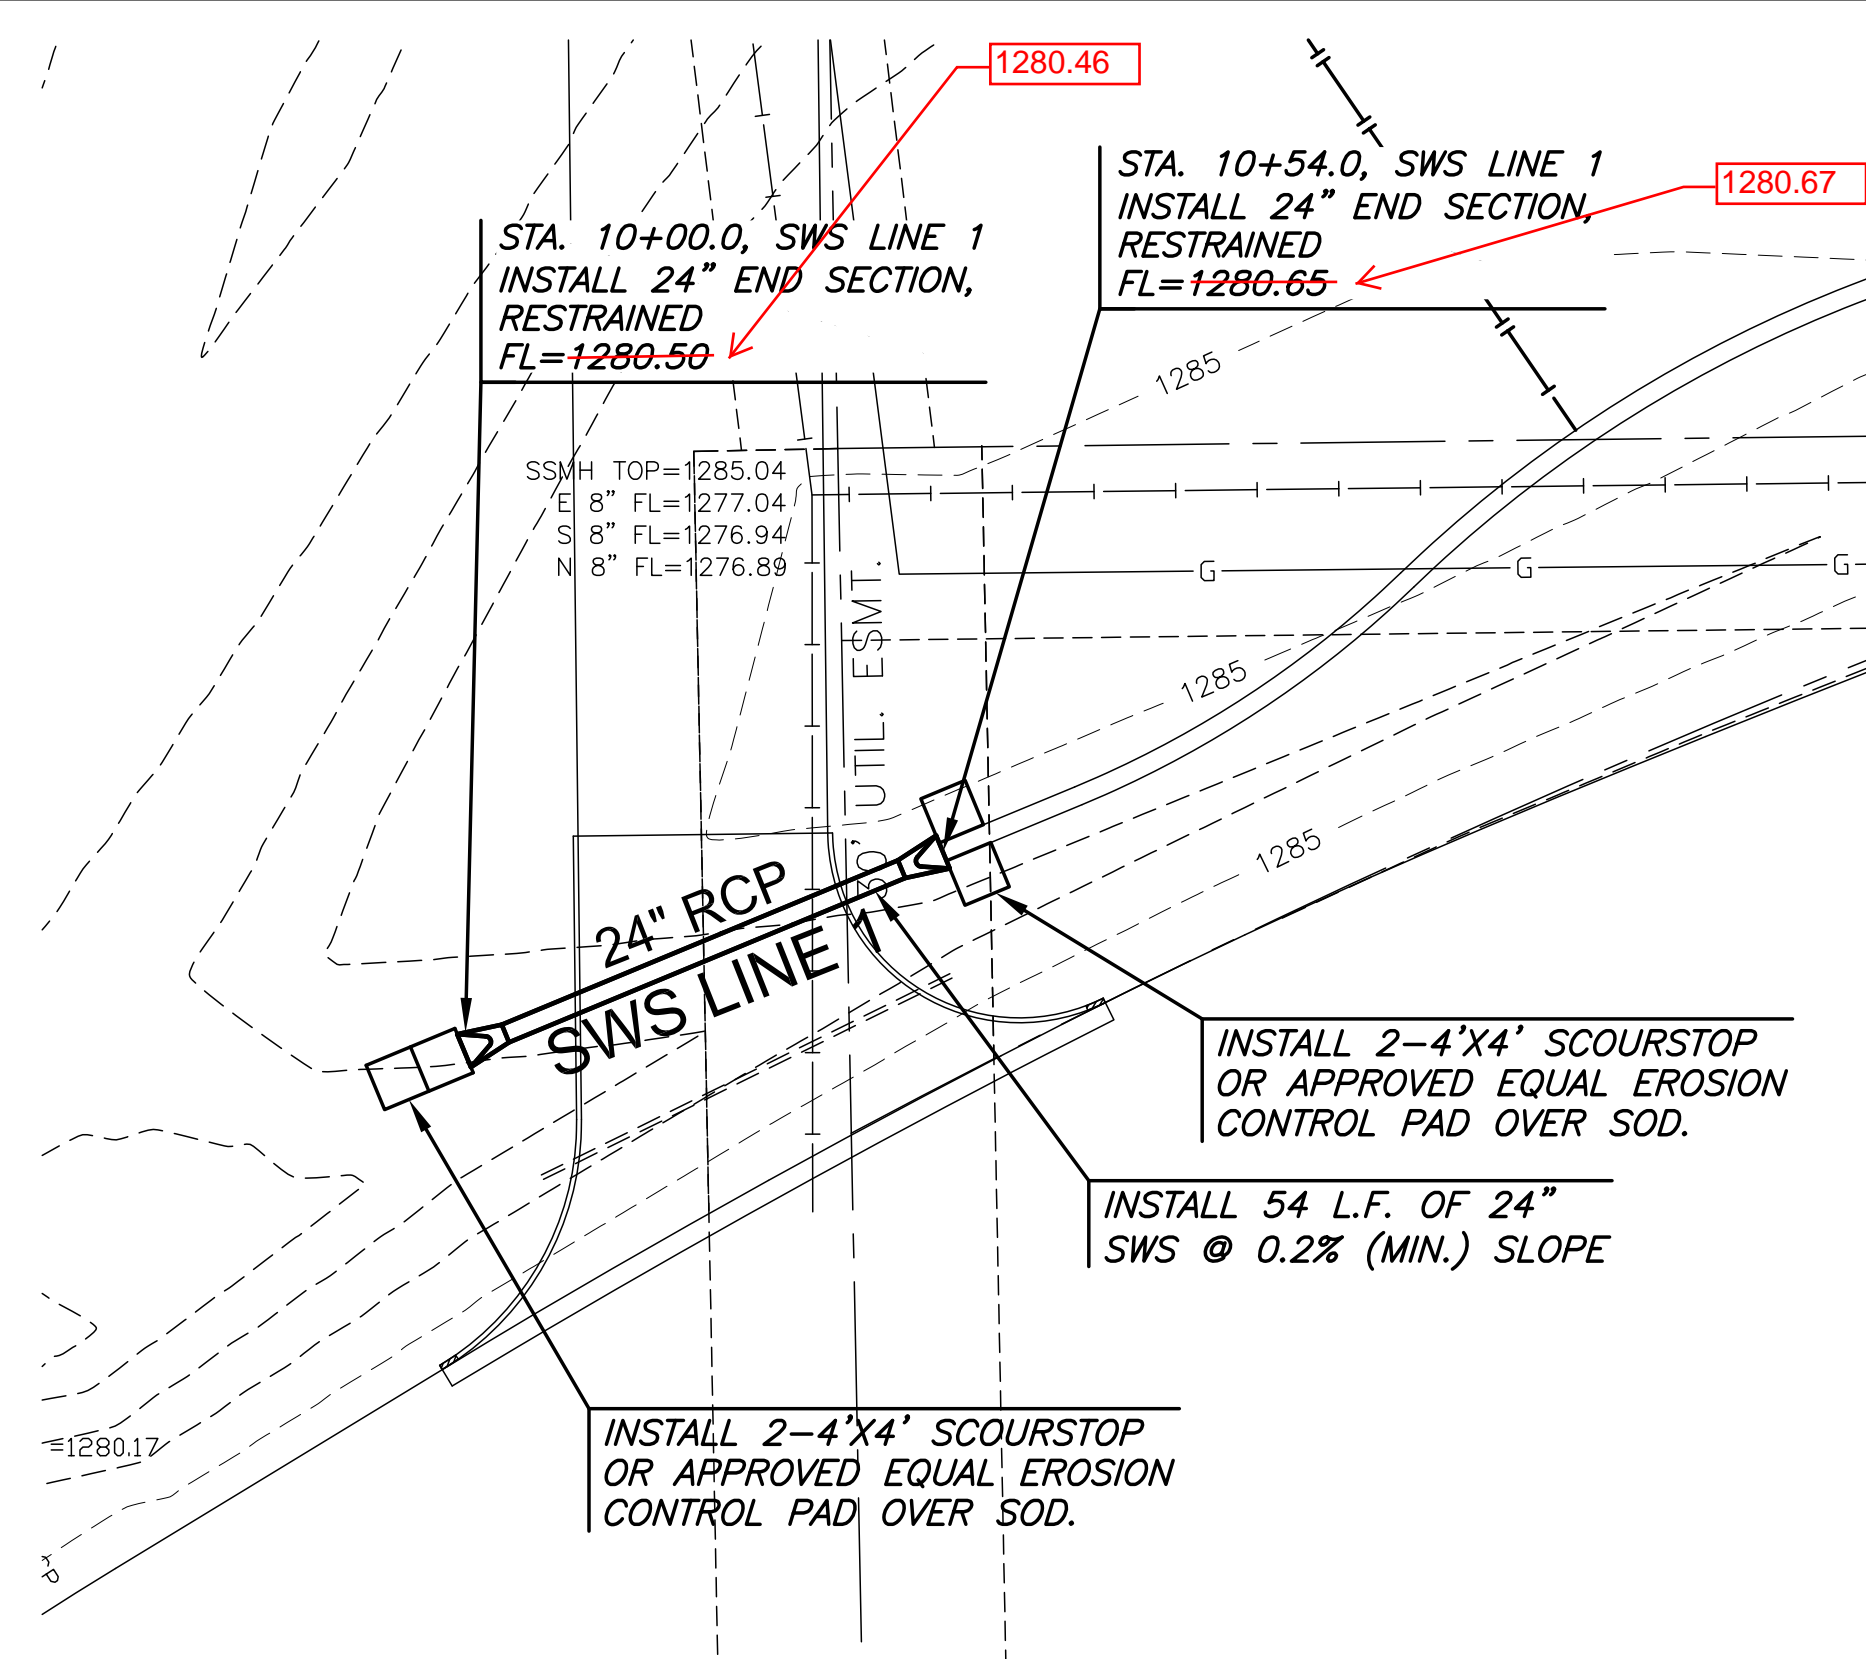 1280.46
1280.67
STA. 10+54.0, SWS LINE 1
INSTALL 24" END SECTION,
RESTRAINED
FL=1280.65
STA. 10+00.0, SWS LINE 1
INSTALL 24" END SECTION,
RESTRAINED
FL=1280.50
1285
SSMH TOP=1285.04
E 8" FL=1277.04
S 8" FL=1276.94
N 8" FL=1276.89
G
G
G
30' UTIL. ESMT.
1285
1285
24" RCP
SWS LINE 1
INSTALL 2-4'X4' SCOURSTOP
OR APPROVED EQUAL EROSION
CONTROL PAD OVER SOD.
INSTALL 54 L.F. OF 24"
SWS @ 0.2% (MIN.) SLOPE
INSTALL 2-4'X4' SCOURSTOP
OR APPROVED EQUAL EROSION
CONTROL PAD OVER SOD.
=1280.17